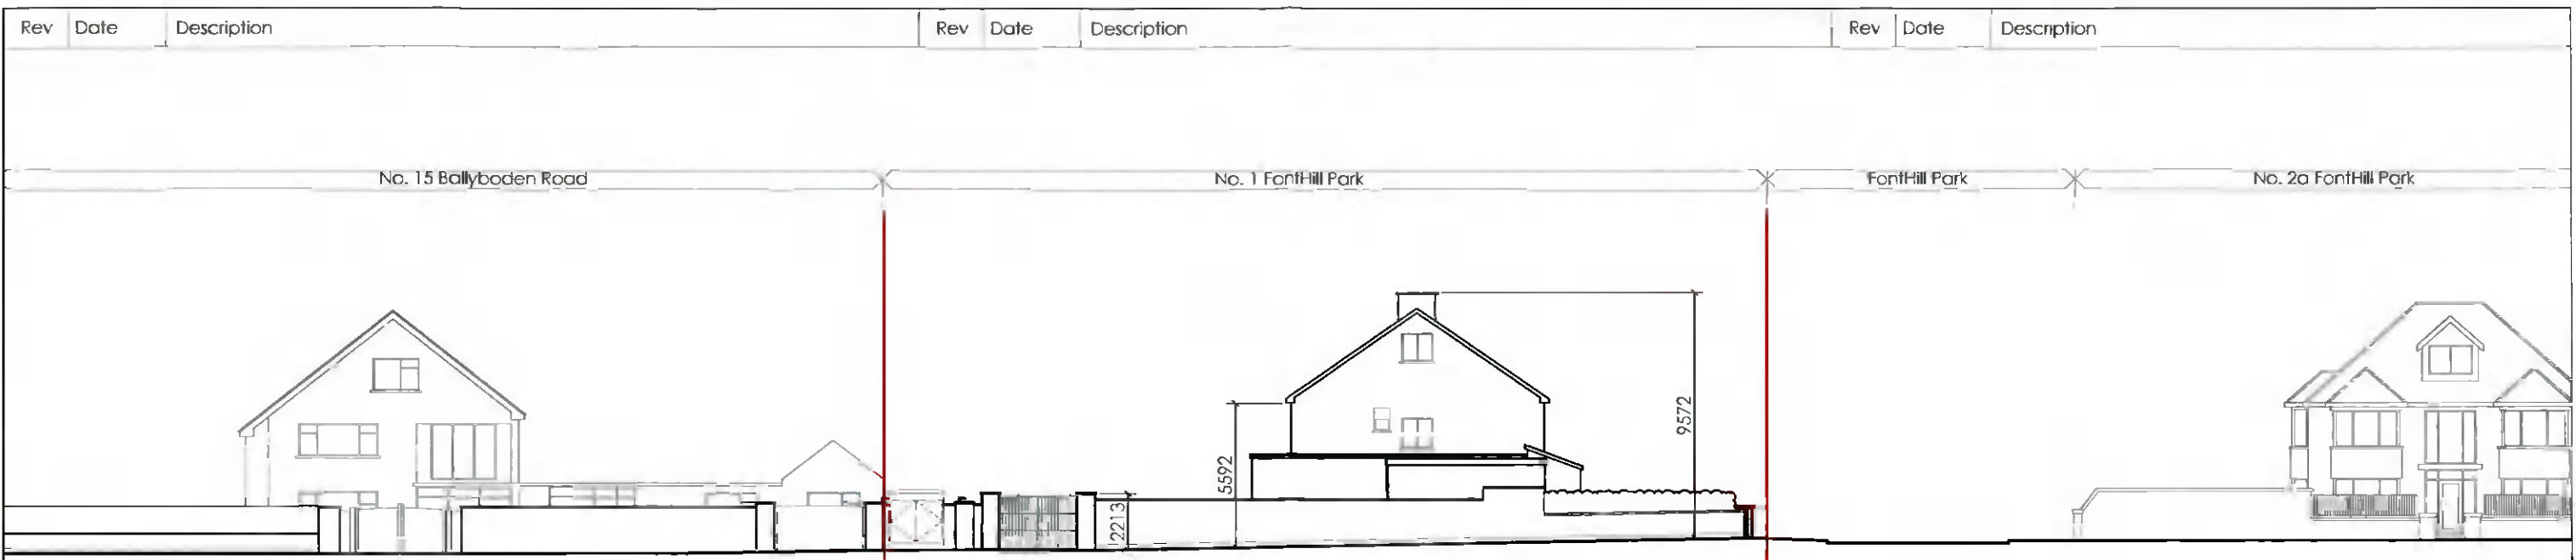 Rev Date Description Rev Date Description Rev Date Description
No. 15 Ballyboden Road No. 1 FontHill Park FontHill Park No. 2a FontHill Park
9572
5592
2213